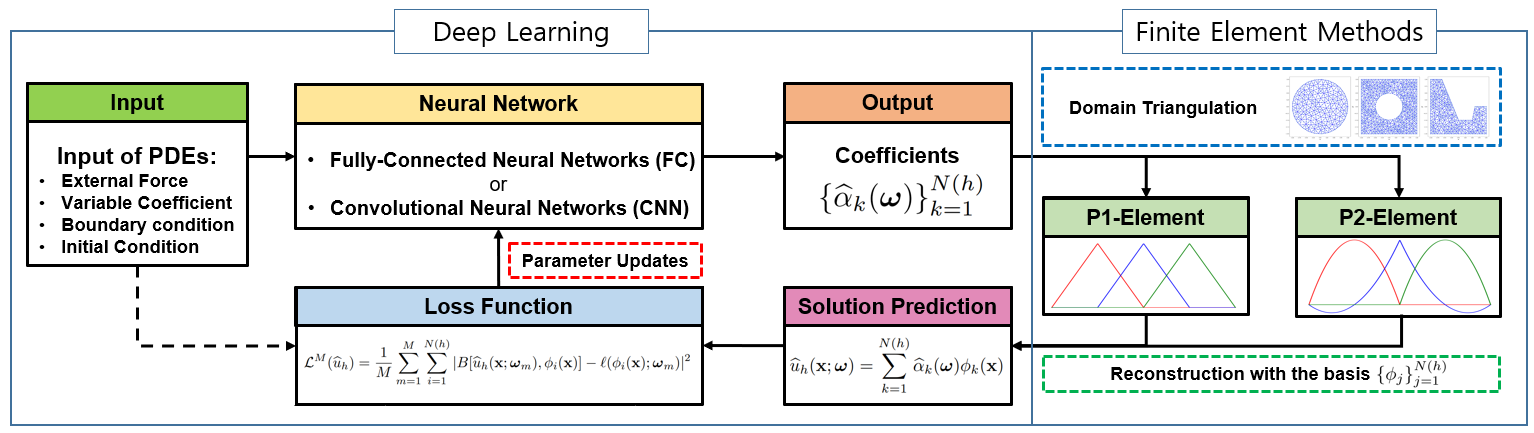 Deep Learning
Finite Element Methods
Input
Input of PDEs:
• External Force
• Variable Coefficient
• Boundary condition
• Initial Condition
Neural Network
• Fully-Connected Neural Networks (FC)
or
• Convolutional Neural Networks (CNN)
Output
Coefficients
$\{\widehat{\alpha}_k(\boldsymbol{\omega})\}_{k=1}^{N(h)}$
Domain Triangulation
P1-Element
P2-Element
Parameter Updates
Loss Function
$\mathcal{L}^M(\widehat{u}_h) = \frac{1}{M} \sum_{m=1}^{M} \sum_{i=1}^{N(h)} |B[\widehat{u}_h(\mathbf{x}; \boldsymbol{\omega}_m), \phi_i(\mathbf{x})] - \ell(\phi_i(\mathbf{x}); \boldsymbol{\omega}_m)|^2$
Solution Prediction
$\widehat{u}_h(\mathbf{x}; \boldsymbol{\omega}) = \sum_{k=1}^{N(h)} \widehat{\alpha}_k(\boldsymbol{\omega}) \phi_k(\mathbf{x})$
Reconstruction with the basis $\{\phi_j\}_{j=1}^{N(h)}$